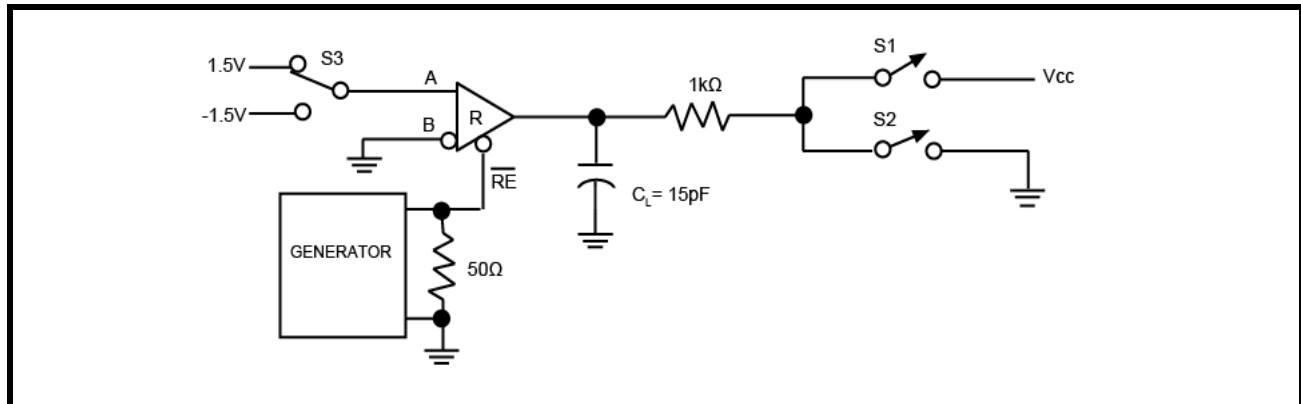 1.5V
S3
-1.5V
A
B
R
RE
GENERATOR
50Ω
C_L= 15pF
1kΩ
S1
Vcc
S2